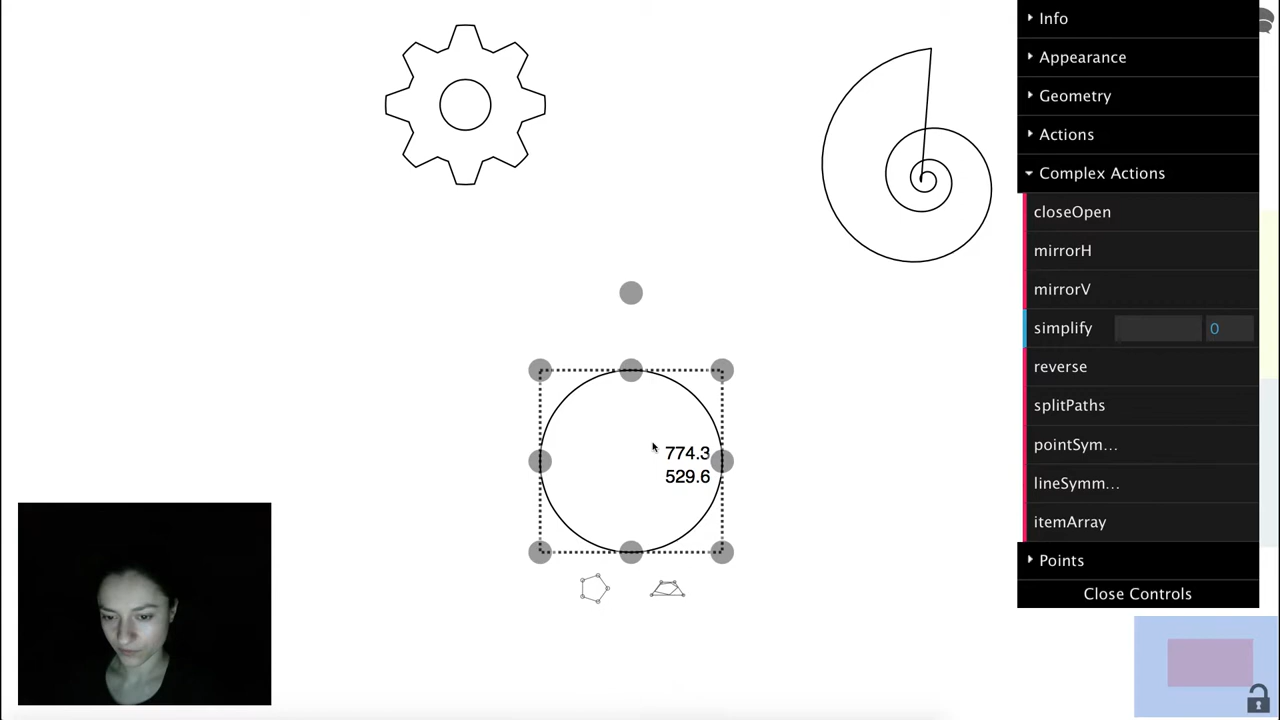 Info
Appearance
Geometry
Actions
Complex Actions
closeOpen
mirrorH
mirrorV
simplify 0
reverse
splitPaths
pointSym...
lineSymm...
itemArray
Points
Close Controls
774.3
529.6